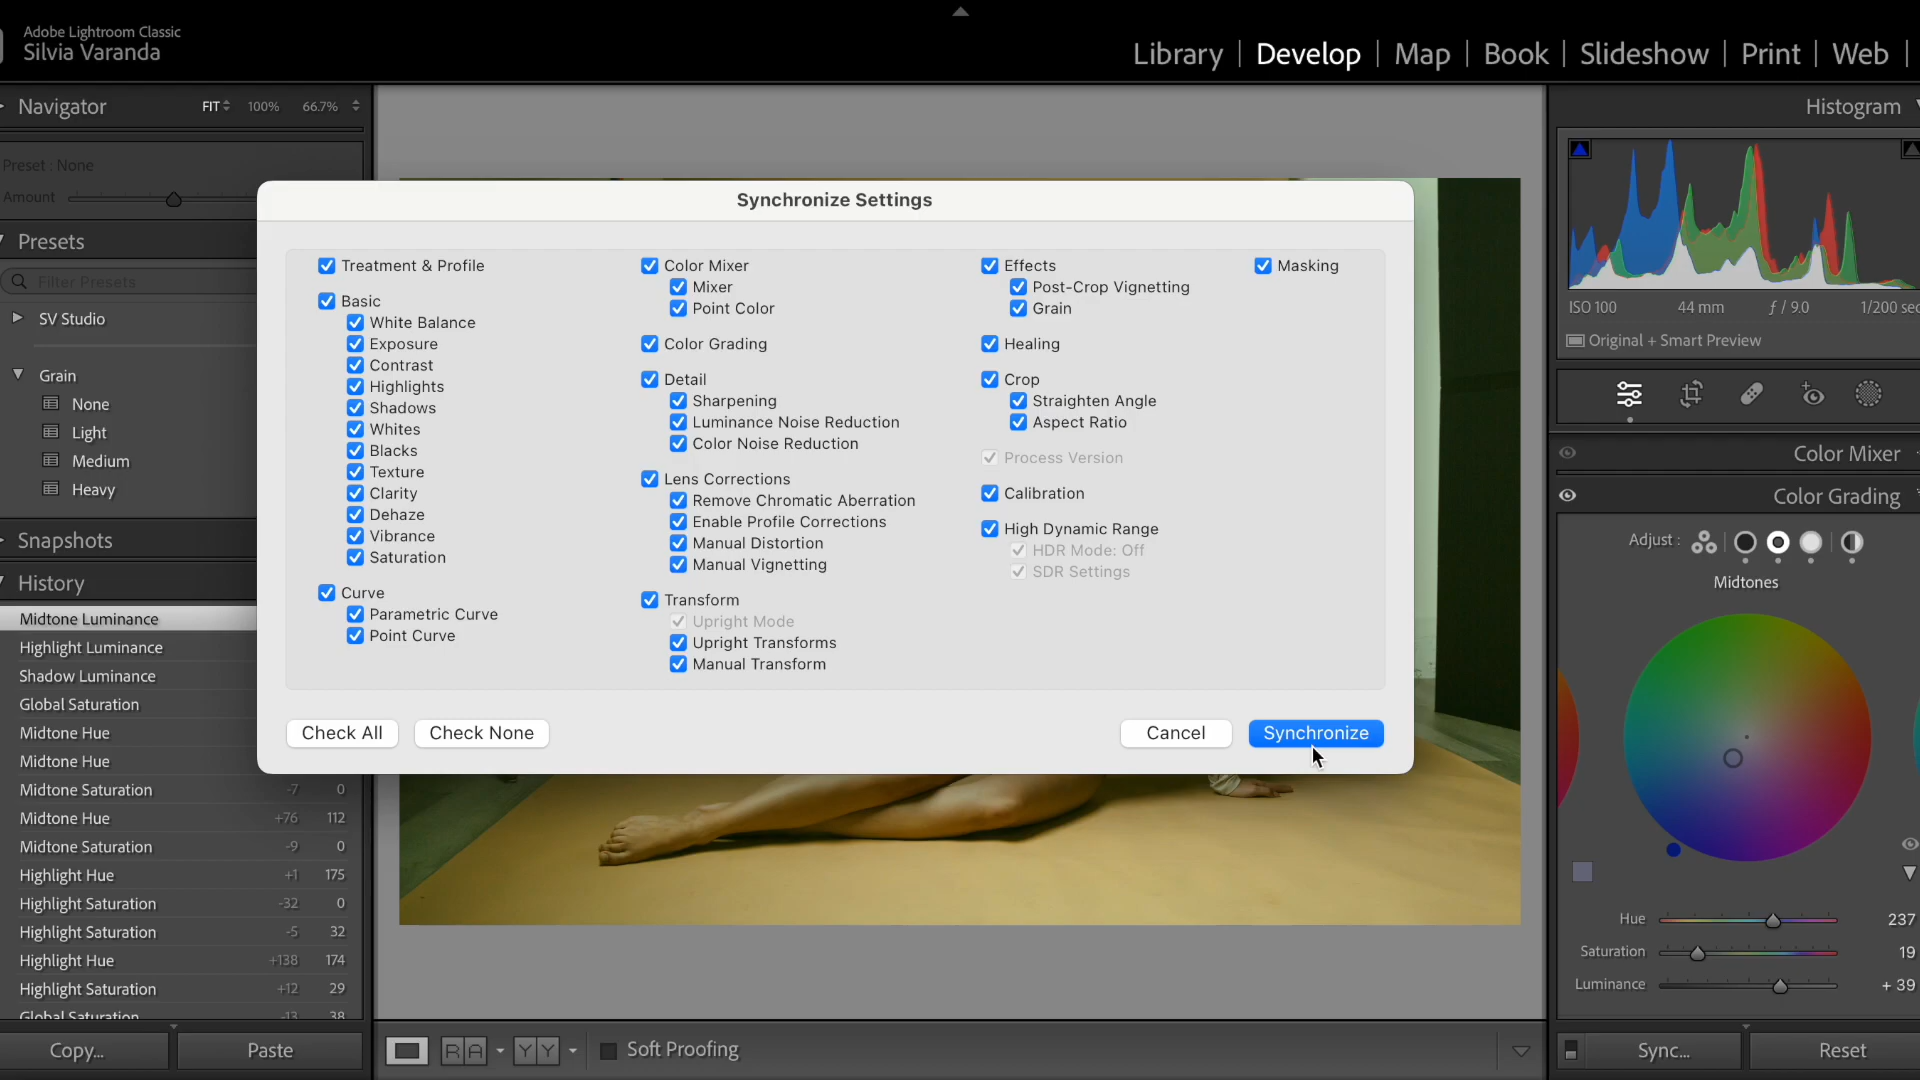 Adobe Lightroom Classic
Silvia Varanda
Library | Develop | Map | Book | Slideshow | Print | Web |
Navigator FIT 100% 66.7%
Preset : None
Amount
Presets
Filter Presets
SV Studio
Grain
None
Light
Medium
Heavy
Snapshots
History
Midtone Luminance
Highlight Luminance
Shadow Luminance
Global Saturation
Midtone Hue
Midtone Hue
Midtone Saturation -7 0
Midtone Hue +76 112
Midtone Saturation -9 0
Highlight Hue +1 175
Highlight Saturation -32 0
Highlight Saturation -5 32
Highlight Hue +138 174
Highlight Saturation +12 29
Global Saturation -13 38
Copy... Paste
Synchronize Settings
Treatment & Profile
Basic
White Balance
Exposure
Contrast
Highlights
Shadows
Whites
Blacks
Texture
Clarity
Dehaze
Vibrance
Saturation
Curve
Parametric Curve
Point Curve
Color Mixer
Mixer
Point Color
Color Grading
Detail
Sharpening
Luminance Noise Reduction
Color Noise Reduction
Lens Corrections
Remove Chromatic Aberration
Enable Profile Corrections
Manual Distortion
Manual Vignetting
Transform
Upright Mode
Upright Transforms
Manual Transform
Effects
Post-Crop Vignetting
Grain
Healing
Crop
Straighten Angle
Aspect Ratio
Process Version
Calibration
High Dynamic Range
HDR Mode: Off
SDR Settings
Masking
Check All Check None Cancel Synchronize
RA YY Soft Proofing
Histogram
ISO 100 44 mm f / 9.0 1/200 sec
Original + Smart Preview
Color Mixer
Color Grading
Adjust :
Midtones
Hue 237
Saturation 19
Luminance + 39
Sync... Reset